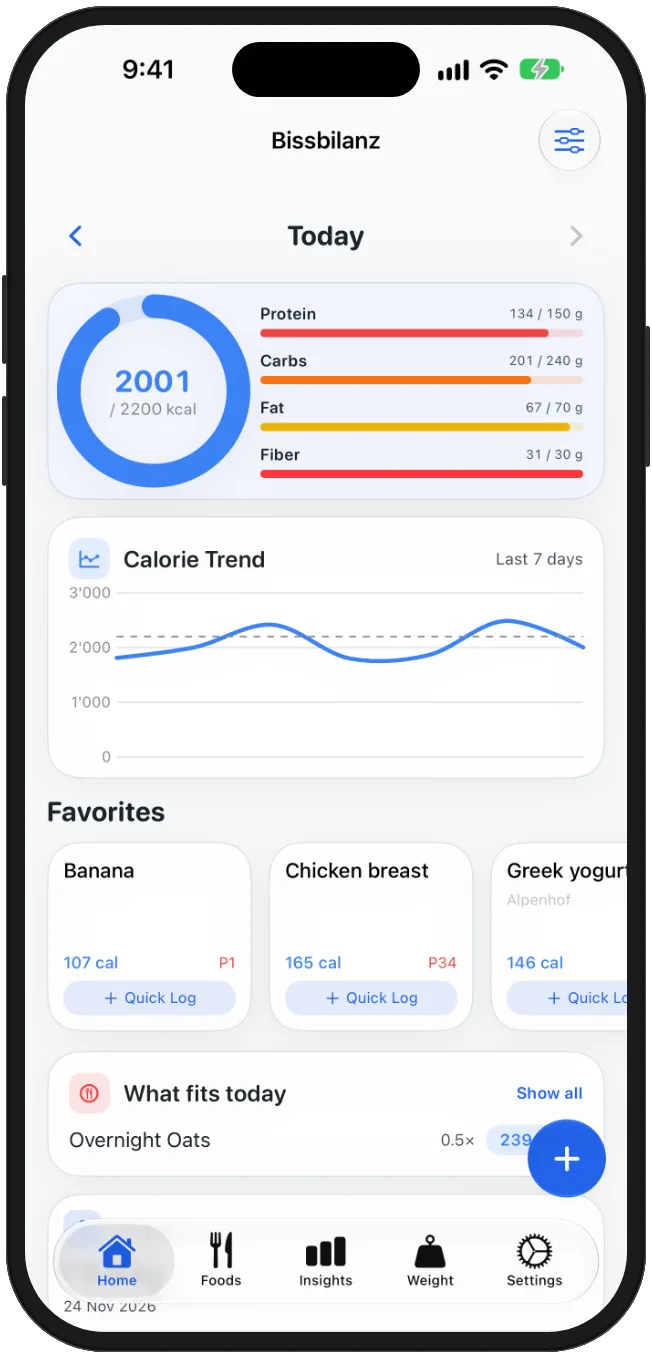 9:41
Bissbilanz
Today
2001
/ 2200 kcal
Protein 134 / 150 g
Carbs 201 / 240 g
Fat 67 / 70 g
Fiber 31 / 30 g
Calorie Trend Last 7 days
3'000
2'000
1'000
0
Favorites
Banana
107 cal P1
+ Quick Log
Chicken breast
165 cal P34
+ Quick Log
Greek yogurt
Alpenhof
146 cal
+ Quick Lo
What fits today Show all
Overnight Oats 0.5× 239
+
24 Nov 2026
Home
Foods
Insights
Weight
Settings